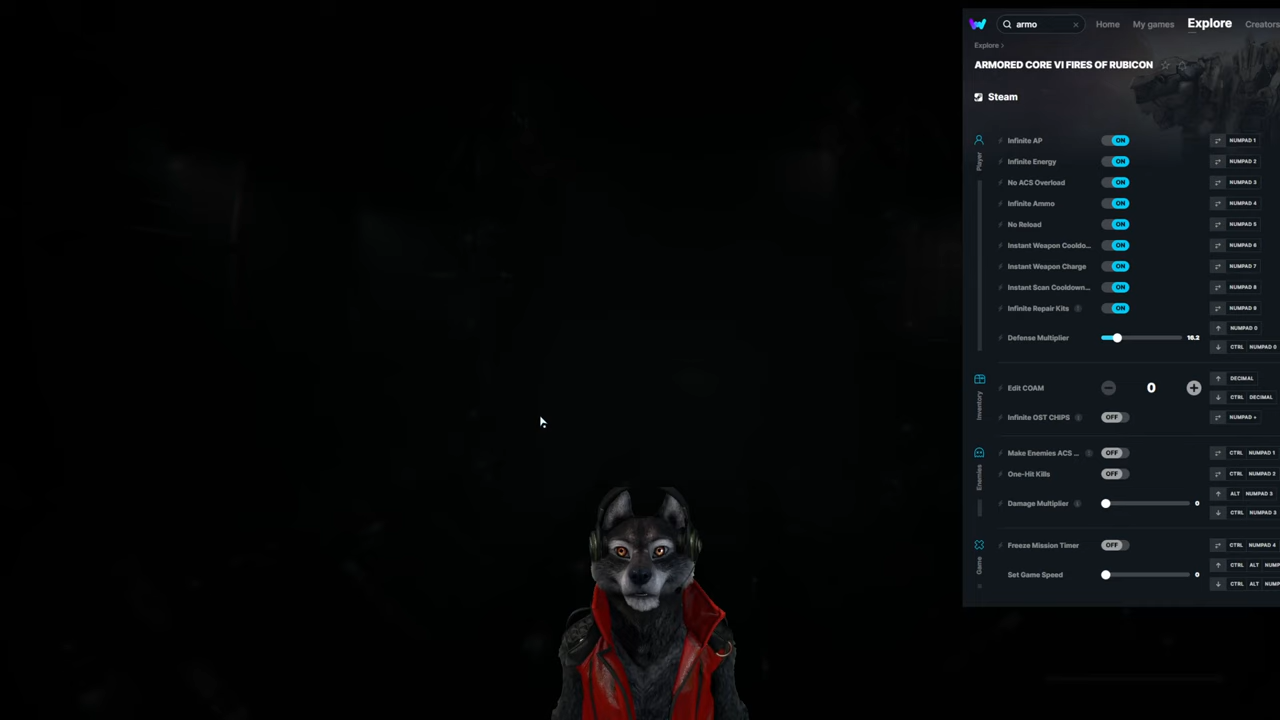 armo
Home My games Explore Creators
Explore
ARMORED CORE VI FIRES OF RUBICON
Steam
Player
Infinite AP ON NUMPAD 1
Infinite Energy ON NUMPAD 2
No ACS Overload ON NUMPAD 3
Infinite Ammo ON NUMPAD 4
No Reload ON NUMPAD 5
Instant Weapon Cooldo... ON NUMPAD 6
Instant Weapon Charge ON NUMPAD 7
Instant Scan Cooldown... ON NUMPAD 8
Infinite Repair Kits ON NUMPAD 9
NUMPAD 0
Defense Multiplier 16.2
CTRL NUMPAD 0
Inventory
DECIMAL
Edit COAM 0
CTRL DECIMAL
Infinite OST CHIPS OFF NUMPAD +
Enemies
Make Enemies ACS ... OFF CTRL NUMPAD 1
One-Hit Kills OFF CTRL NUMPAD 2
ALT NUMPAD 3
Damage Multiplier 0
CTRL NUMPAD 3
Game
Freeze Mission Timer OFF CTRL NUMPAD 4
CTRL ALT NUMP
Set Game Speed 0
CTRL ALT NUMP